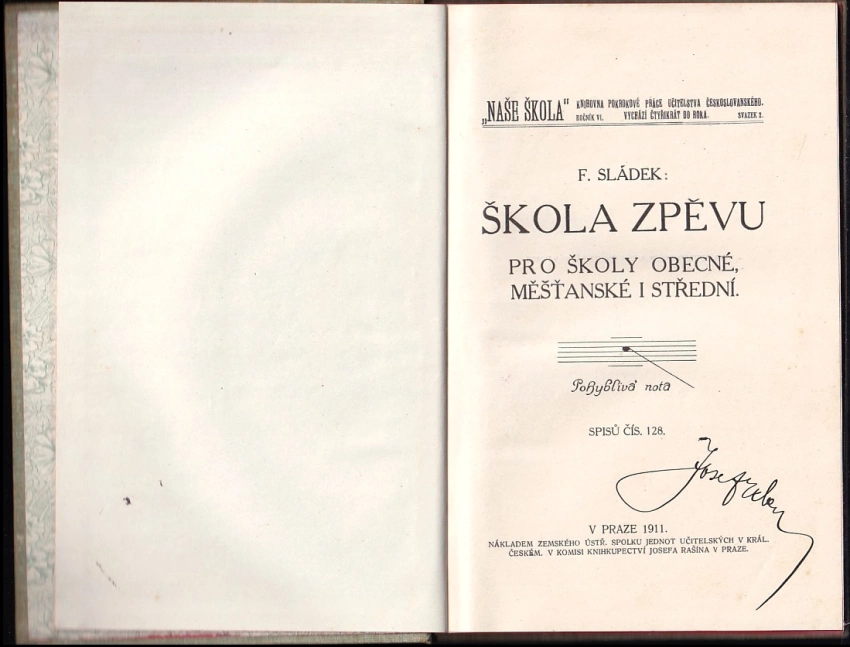 „NAŠE ŠKOLA“ KNIHOVNA POKROKOVÉ PRÁCE UČITELSTVA ČESKOSLOVANSKÉHO.
ROČNÍK VI. VYCHÁZÍ ČTYŘIKRÁT DO ROKA. SVAZEK 2.
F. SLÁDEK:
ŠKOLA ZPĚVU
PRO ŠKOLY OBECNÉ,
MĚŠŤANSKÉ I STŘEDNÍ.
Pohyblivá nota
SPISŮ ČÍS. 128.
Josef
V PRAZE 1911.
NÁKLADEM ZEMSKÉHO ÚSTŘ. SPOLKU JEDNOT UČITELSKÝCH V KRÁL.
ČESKÉM. V KOMISI KNIHKUPECTVÍ JOSEFA RAŠÍNA V PRAZE.